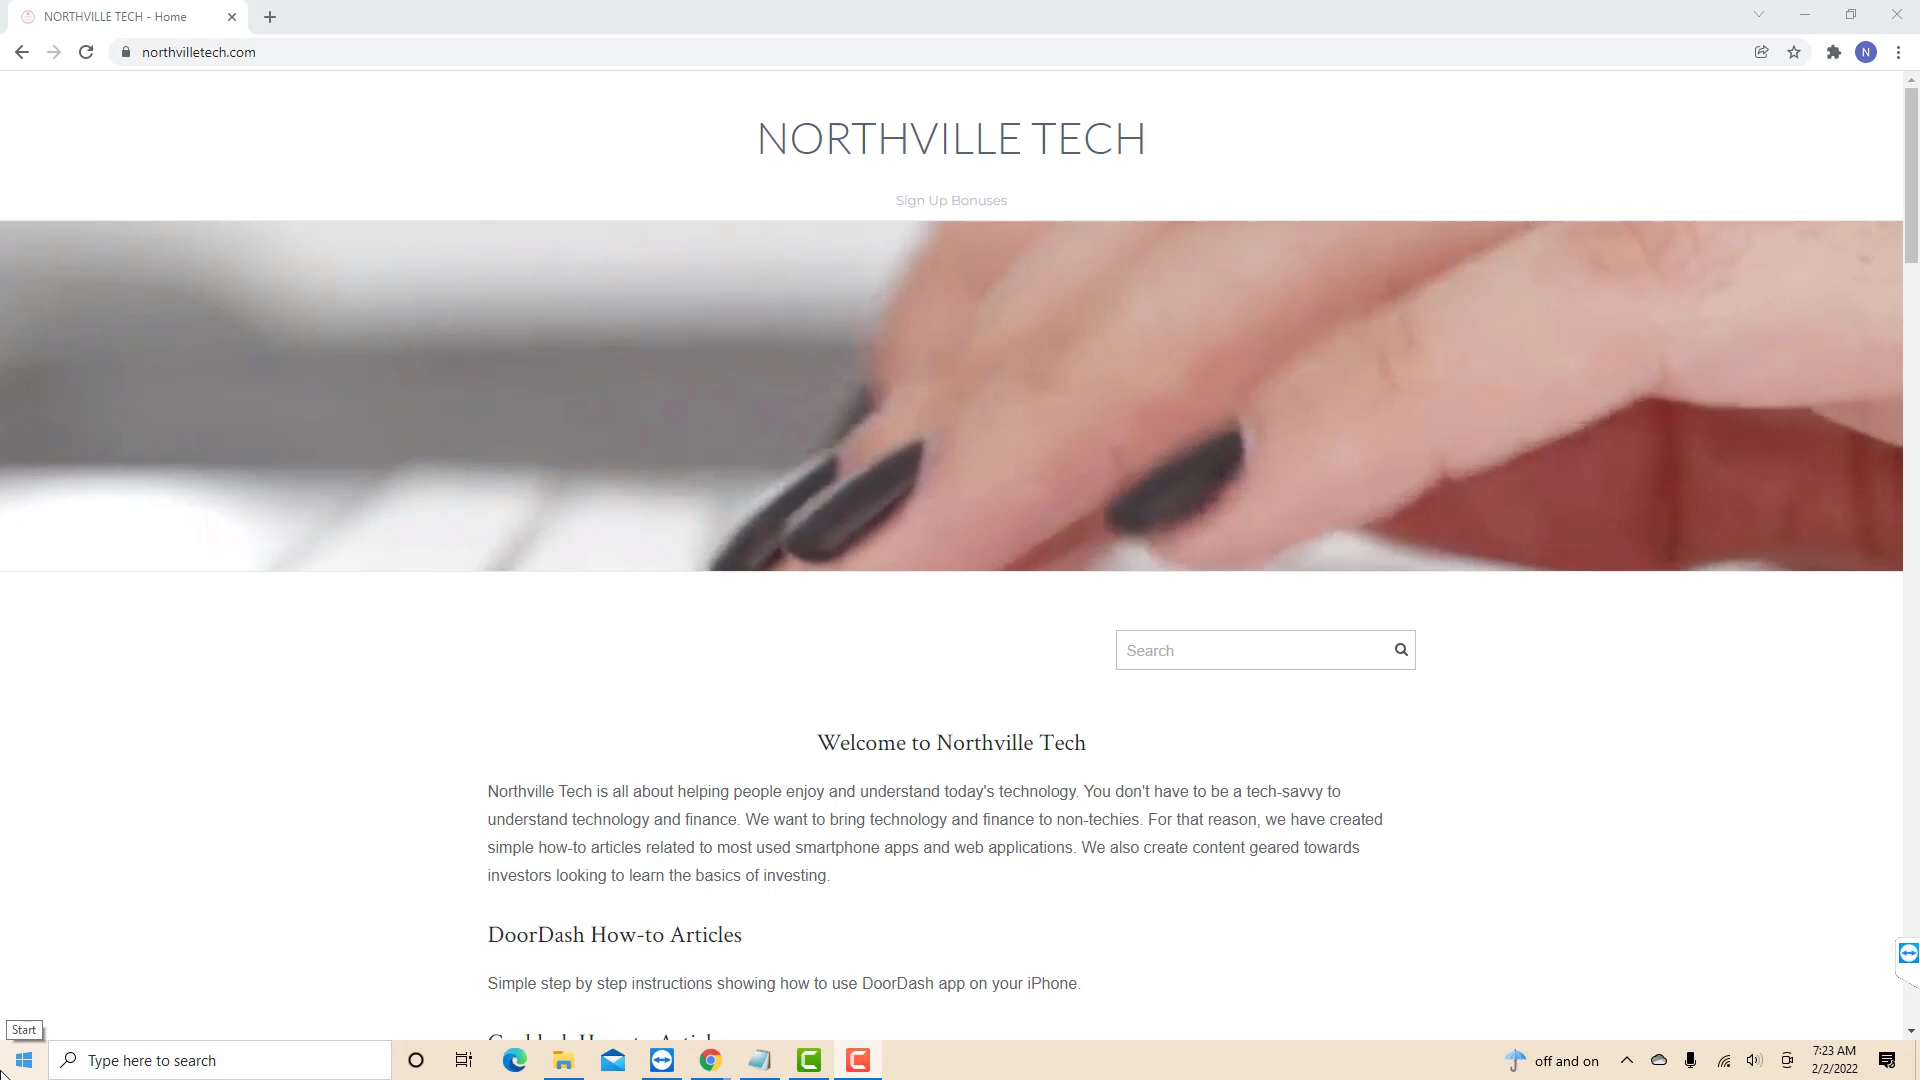 NORTHVILLE TECH - Home
northvilletech.com
N
NORTHVILLE TECH
Sign Up Bonuses
Search
Welcome to Northville Tech
Northville Tech is all about helping people enjoy and understand today's technology. You don't have to be a tech-savvy to
understand technology and finance. We want to bring technology and finance to non-techies. For that reason, we have created
simple how-to articles related to most used smartphone apps and web applications. We also create content geared towards
investors looking to learn the basics of investing.
DoorDash How-to Articles
Simple step by step instructions showing how to use DoorDash app on your iPhone.
Start
Type here to search
off and on
7:23 AM
2/2/2022